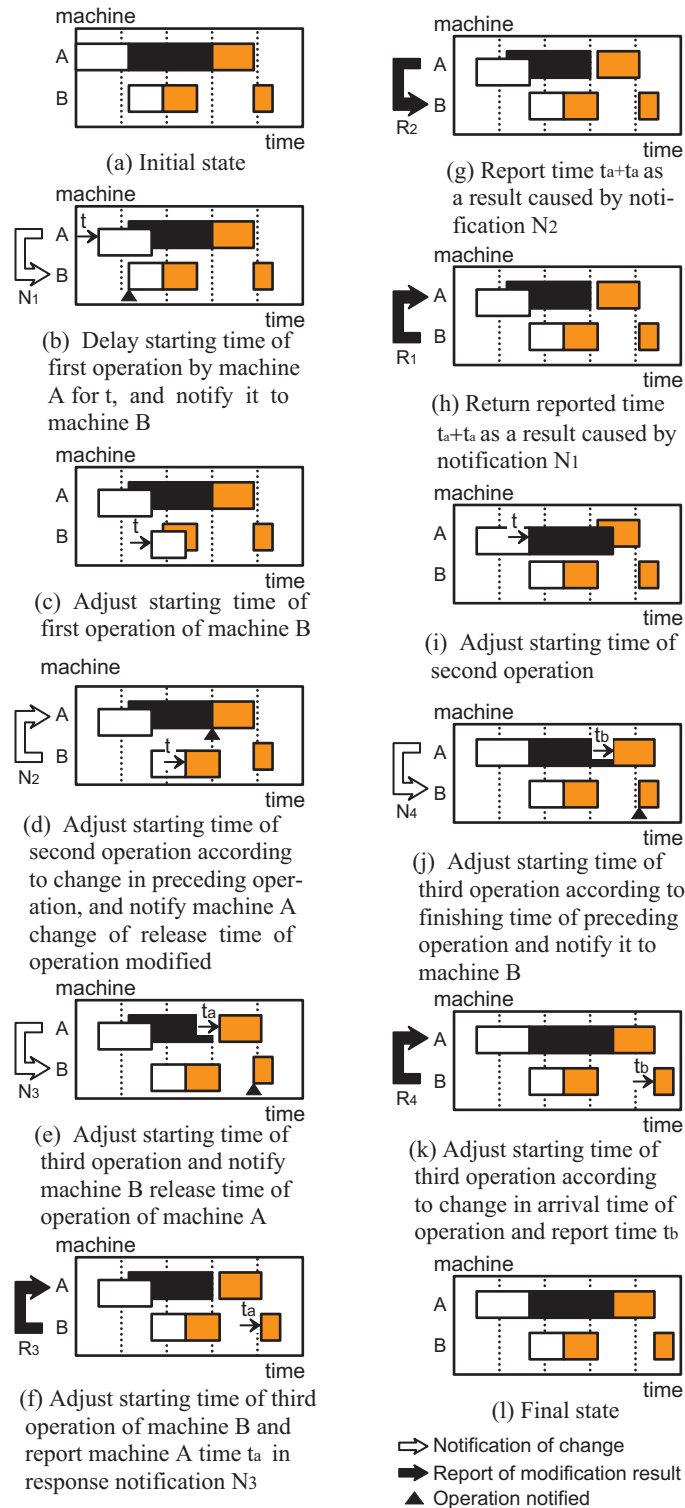 machine
A
B
time
(a) Initial state
machine
t
A
B
N1
time
(b) Delay starting time of
first operation by machine
A for t, and notify it to
machine B
machine
A
B
t
time
(c) Adjust starting time of
first operation of machine B
machine
A
B
t
N2
time
(d) Adjust starting time of
second operation according
to change in preceding oper-
ation, and notify machine A
change of release time of
operation modified
machine
ta
A
B
N3
time
(e) Adjust starting time of
third operation and notify
machine B release time of
operation of machine A
machine
A
B
ta
R3
time
(f) Adjust starting time of third
operation of machine B and
report machine A time ta in
response notification N3
machine
A
B
R2
time
(g) Report time ta+ta as
a result caused by noti-
fication N2
machine
A
B
R1
time
(h) Return reported time
ta+ta as a result caused by
notification N1
machine
t
A
B
time
(i) Adjust starting time of
second operation
machine
tb
A
B
N4
time
(j) Adjust starting time of
third operation according to
finishing time of preceding
operation and notify it to
machine B
machine
A
B
tb
R4
time
(k) Adjust starting time of
third operation according
to change in arrival time of
operation and report time tb
machine
A
B
time
(l) Final state
Notification of change
Report of modification result
Operation notified